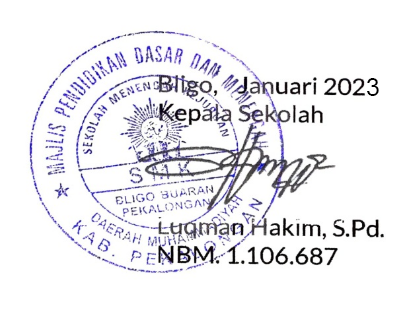 MAJLIS PENDIDIKAN DASAR DAN MENENGAH
SEKOLAH MENENGAH KEJURUAN
SMK
BLIGO BUARAN
PEKALONGAN
DAERAH MUHAMMADIYAH
KAB. PEKALONGAN
Bligo, Januari 2023
Kepala Sekolah
Luqman Hakim, S.Pd.
NBM. 1.106.687